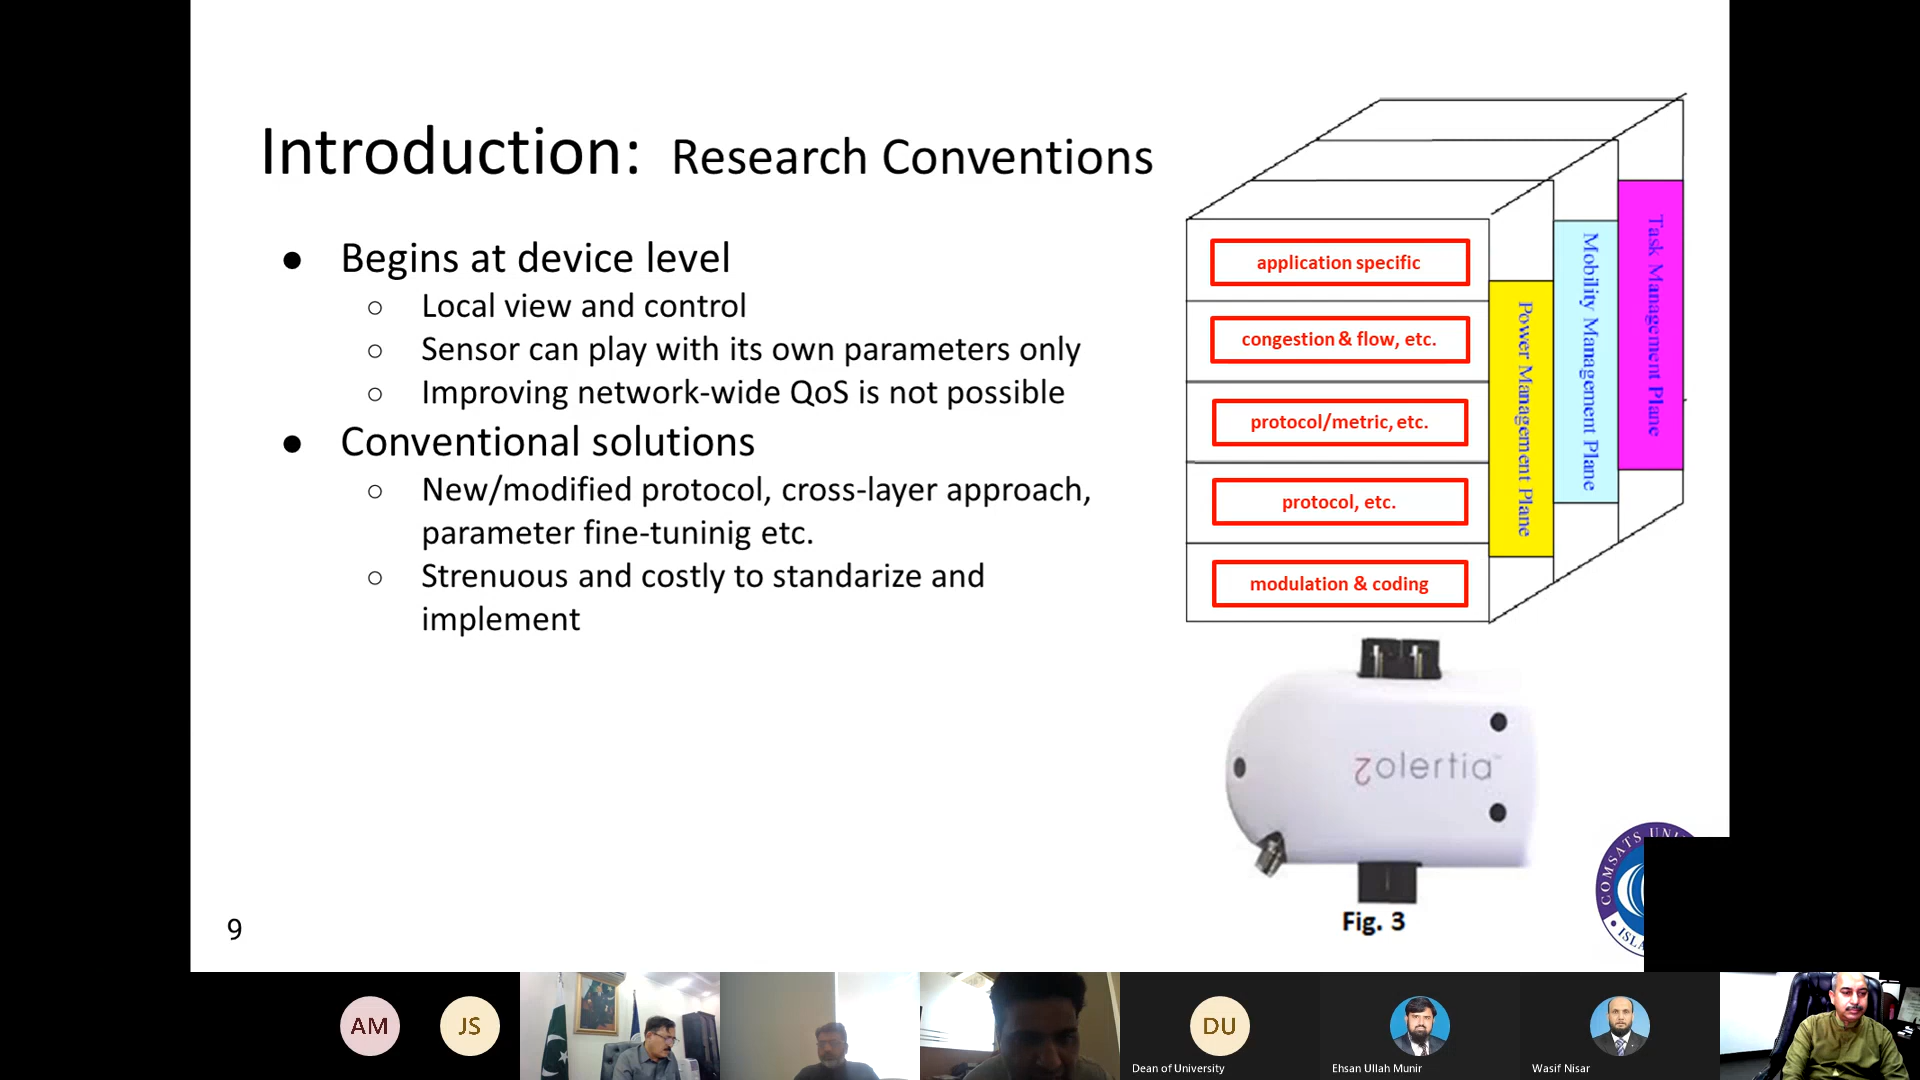 Introduction: Research Conventions
● Begins at device level
○ Local view and control
○ Sensor can play with its own parameters only
○ Improving network-wide QoS is not possible
● Conventional solutions
○ New/modified protocol, cross-layer approach,
parameter fine-tuninig etc.
○ Strenuous and costly to standarize and
implement
application specific
congestion & flow, etc.
protocol/metric, etc.
protocol, etc.
modulation & coding
Power Management Plane
Mobility Management Plane
Task Management Plane
zolertia™
Fig. 3
COMSATS
9
AM
JS
DU
Dean of University
Ehsan Ullah Munir
Wasif Nisar